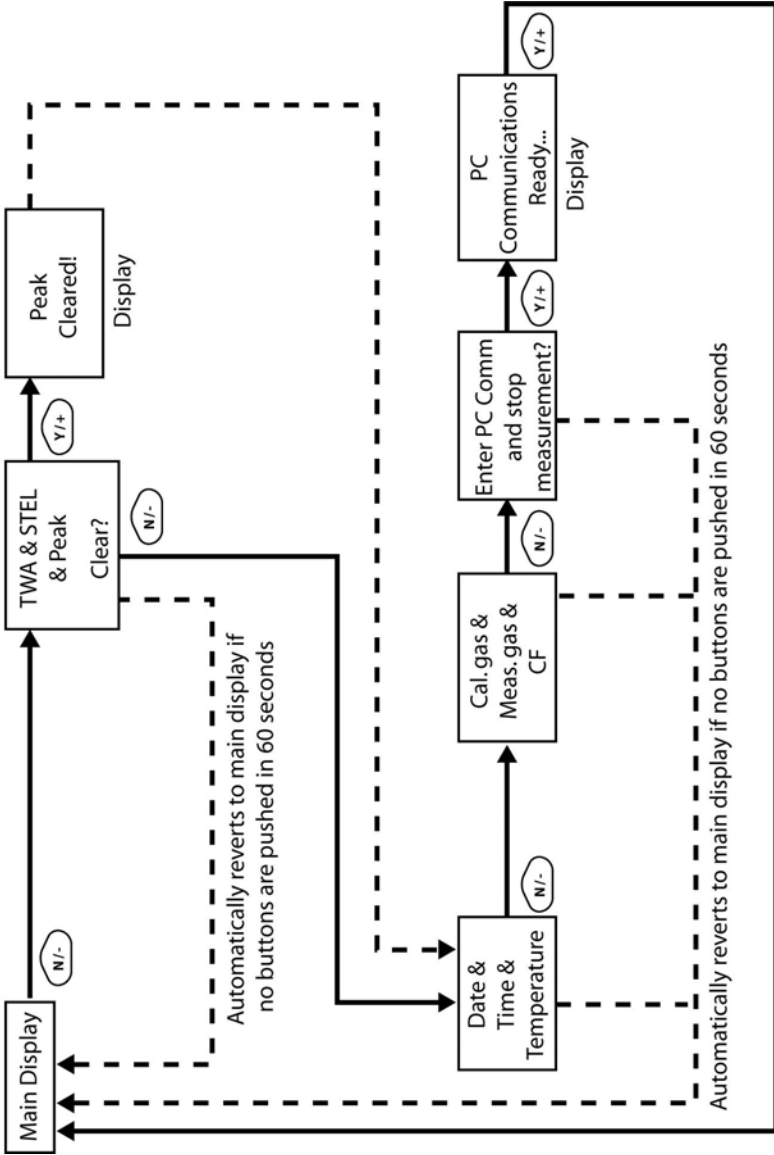 Main Display
N/-
TWA & STEL
& Peak
Clear?
Y/+
Peak
Cleared!
Display
N/-
Automatically reverts to main display if
no buttons are pushed in 60 seconds
Date &
Time &
Temperature
N/-
Cal. gas &
Meas. gas &
CF
N/-
Enter PC Comm
and stop
measurement?
Y/+
PC
Communications
Ready...
Display
Y/+
Automatically reverts to main display if no buttons are pushed in 60 seconds